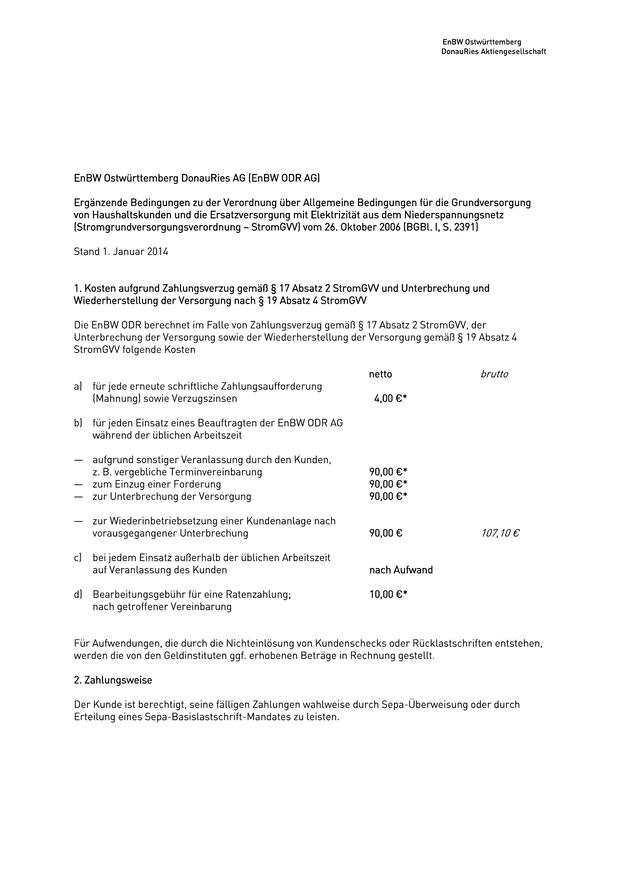 EnBW Ostwürttemberg
DonauRies Aktiengesellschaft
EnBW Ostwürttemberg DonauRies AG (EnBW ODR AG)
Ergänzende Bedingungen zu der Verordnung über Allgemeine Bedingungen für die Grundversorgung
von Haushaltskunden und die Ersatzversorgung mit Elektrizität aus dem Niederspannungsnetz
(Stromgrundversorgungsverordnung – StromGVV) vom 26. Oktober 2006 (BGBl. I, S. 2391)
Stand 1. Januar 2014
1. Kosten aufgrund Zahlungsverzug gemäß § 17 Absatz 2 StromGVV und Unterbrechung und
Wiederherstellung der Versorgung nach § 19 Absatz 4 StromGVV
Die EnBW ODR berechnet im Falle von Zahlungsverzug gemäß § 17 Absatz 2 StromGVV, der
Unterbrechung der Versorgung sowie der Wiederherstellung der Versorgung gemäß § 19 Absatz 4
StromGVV folgende Kosten
netto brutto
a) für jede erneute schriftliche Zahlungsaufforderung
(Mahnung) sowie Verzugszinsen 4,00 €*
b) für jeden Einsatz eines Beauftragten der EnBW ODR AG
während der üblichen Arbeitszeit
— aufgrund sonstiger Veranlassung durch den Kunden,
z. B. vergebliche Terminvereinbarung 90,00 €*
— zum Einzug einer Forderung 90,00 €*
— zur Unterbrechung der Versorgung 90,00 €*
— zur Wiederinbetriebsetzung einer Kundenanlage nach
vorausgegangener Unterbrechung 90,00 € 107,10 €
c) bei jedem Einsatz außerhalb der üblichen Arbeitszeit
auf Veranlassung des Kunden nach Aufwand
d) Bearbeitungsgebühr für eine Ratenzahlung; 10,00 €*
nach getroffener Vereinbarung
Für Aufwendungen, die durch die Nichteinlösung von Kundenschecks oder Rücklastschriften entstehen,
werden die von den Geldinstituten ggf. erhobenen Beträge in Rechnung gestellt.
2. Zahlungsweise
Der Kunde ist berechtigt, seine fälligen Zahlungen wahlweise durch Sepa-Überweisung oder durch
Erteilung eines Sepa-Basislastschrift-Mandates zu leisten.